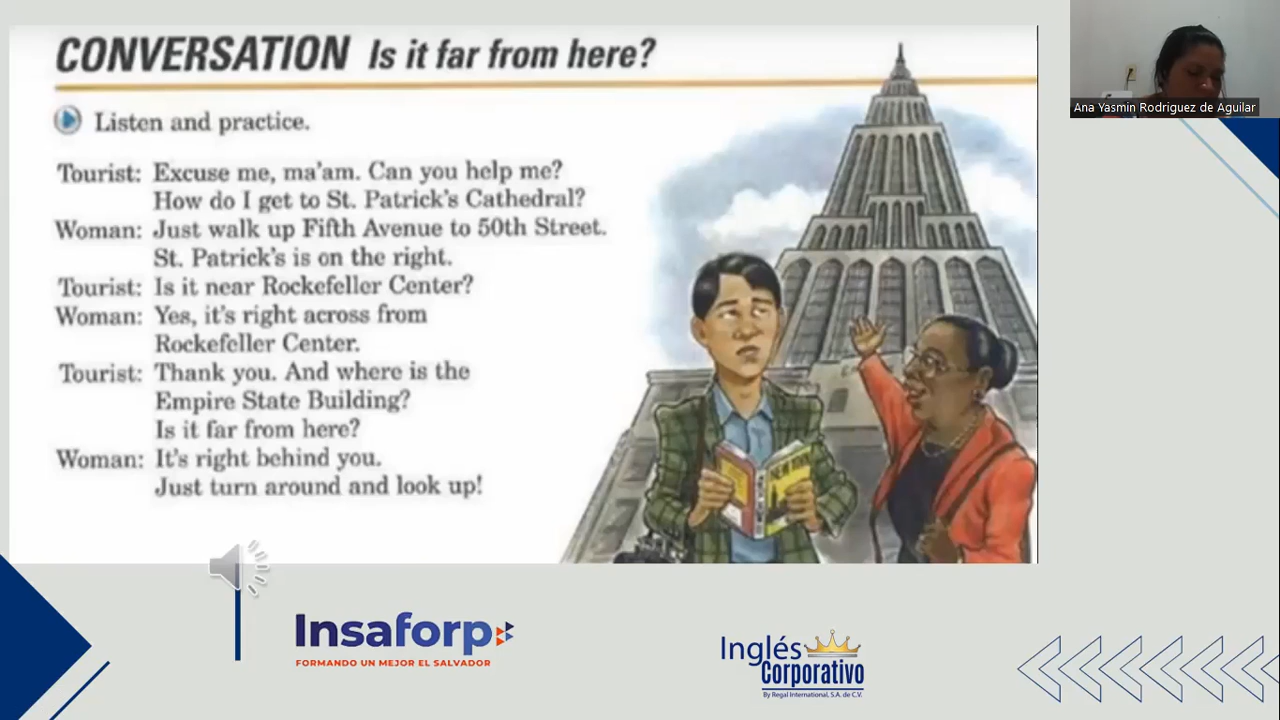 CONVERSATION Is it far from here?
Listen and practice.
Tourist: Excuse me, ma'am. Can you help me?
How do I get to St. Patrick's Cathedral?
Woman: Just walk up Fifth Avenue to 50th Street.
St. Patrick's is on the right.
Tourist: Is it near Rockefeller Center?
Woman: Yes, it's right across from
Rockefeller Center.
Tourist: Thank you. And where is the
Empire State Building?
Is it far from here?
Woman: It's right behind you.
Just turn around and look up!
NEW YORK
Ana Yasmin Rodriguez de Aguilar
Insaforp
FORMANDO UN MEJOR EL SALVADOR
Inglés
Corporativo
By Regal International, S.A. de C.V.